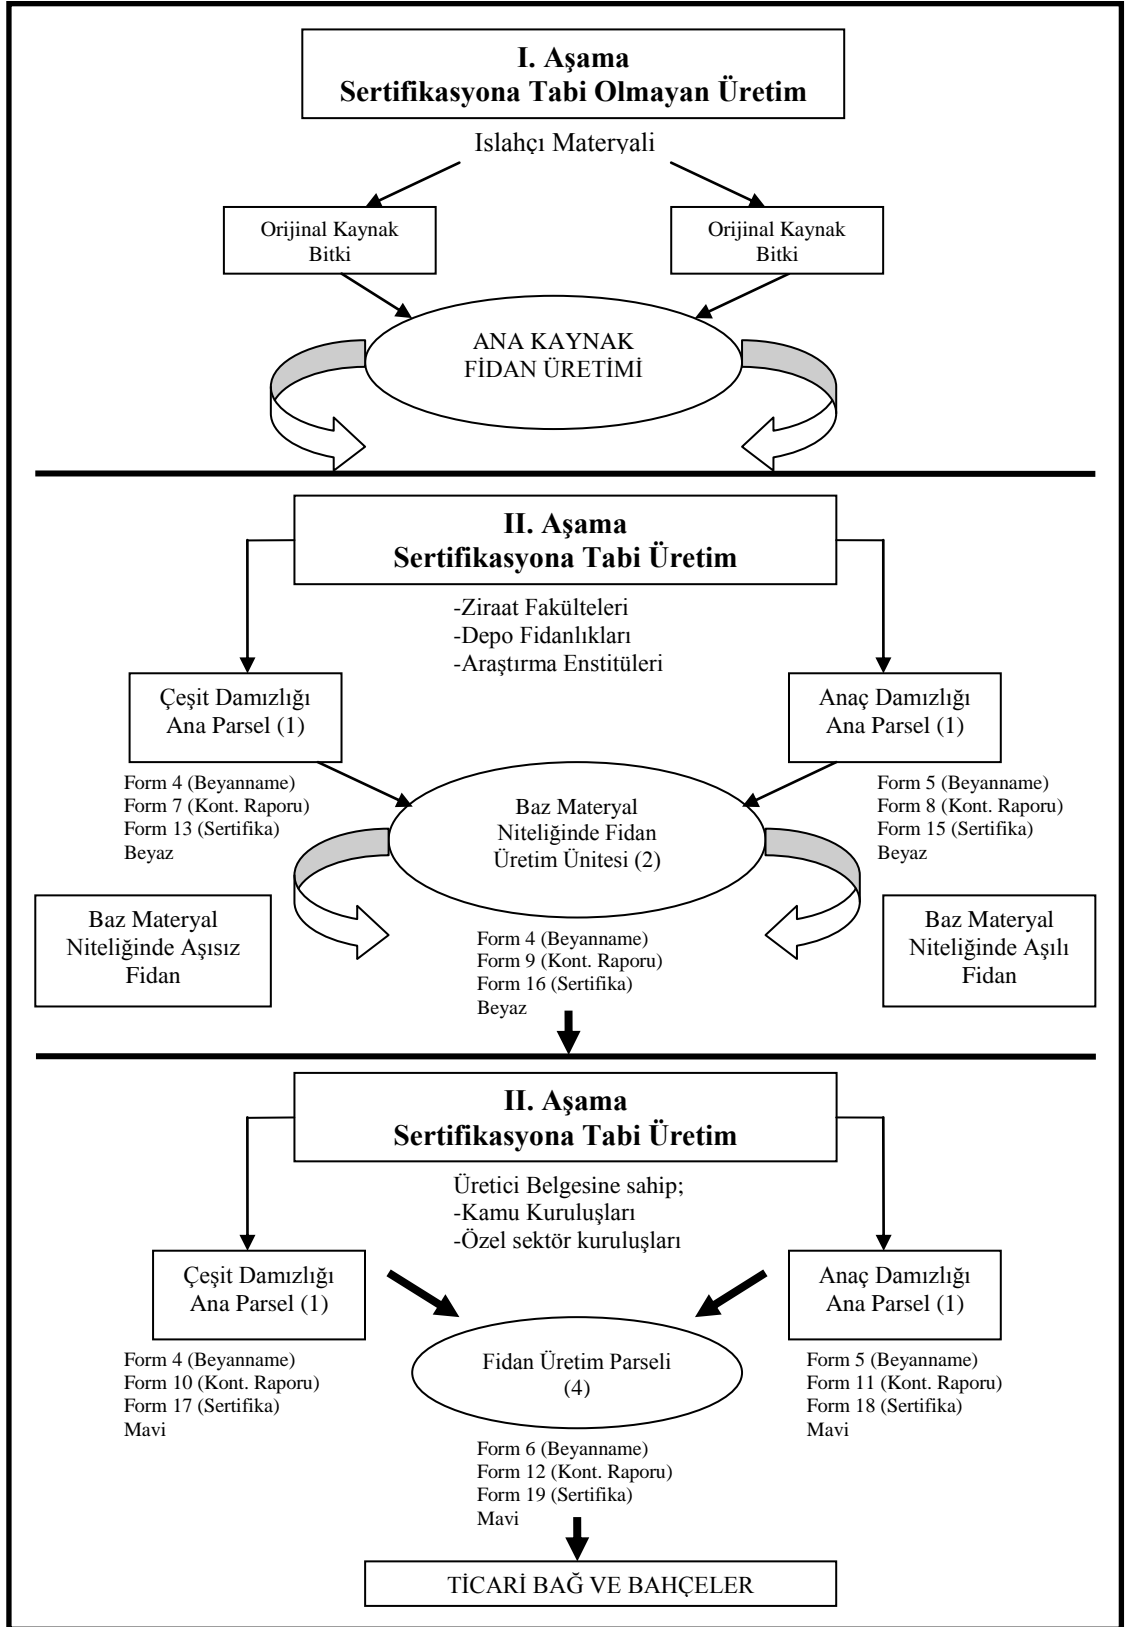 I. Aşama
Sertifikasyona Tabi Olmayan Üretim
Islahçı Materyali
Orijinal Kaynak
Bitki
Orijinal Kaynak
Bitki
ANA KAYNAK
FİDAN ÜRETİMİ
II. Aşama
Sertifikasyona Tabi Üretim
-Ziraat Fakülteleri
-Depo Fidanlıkları
-Araştırma Enstitüleri
Çeşit Damızlığı
Ana Parsel (1)
Anaç Damızlığı
Ana Parsel (1)
Form 4 (Beyanname)
Form 7 (Kont. Raporu)
Form 13 (Sertifika)
Beyaz
Baz Materyal
Niteliğinde Fidan
Üretim Ünitesi (2)
Form 5 (Beyanname)
Form 8 (Kont. Raporu)
Form 15 (Sertifika)
Beyaz
Baz Materyal
Niteliğinde Aşısız
Fidan
Form 4 (Beyanname)
Form 9 (Kont. Raporu)
Form 16 (Sertifika)
Beyaz
Baz Materyal
Niteliğinde Aşılı
Fidan
II. Aşama
Sertifikasyona Tabi Üretim
Üretici Belgesine sahip;
-Kamu Kuruluşları
-Özel sektör kuruluşları
Çeşit Damızlığı
Ana Parsel (1)
Anaç Damızlığı
Ana Parsel (1)
Form 4 (Beyanname)
Form 10 (Kont. Raporu)
Form 17 (Sertifika)
Mavi
Fidan Üretim Parseli
(4)
Form 5 (Beyanname)
Form 11 (Kont. Raporu)
Form 18 (Sertifika)
Mavi
Form 6 (Beyanname)
Form 12 (Kont. Raporu)
Form 19 (Sertifika)
Mavi
TİCARİ BAĞ VE BAHÇELER